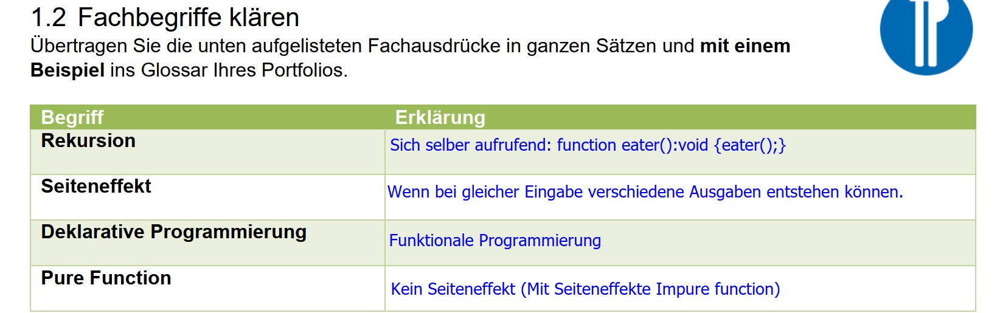 1.2 Fachbegriffe klären
Übertragen Sie die unten aufgelisteten Fachausdrücke in ganzen Sätzen und mit einem
Beispiel ins Glossar Ihres Portfolios.
Begriff Erklärung
Rekursion Sich selber aufrufend: function eater():void {eater();}
Seiteneffekt Wenn bei gleicher Eingabe verschiedene Ausgaben entstehen können.
Deklarative Programmierung Funktionale Programmierung
Pure Function Kein Seiteneffekt (Mit Seiteneffekte Impure function)